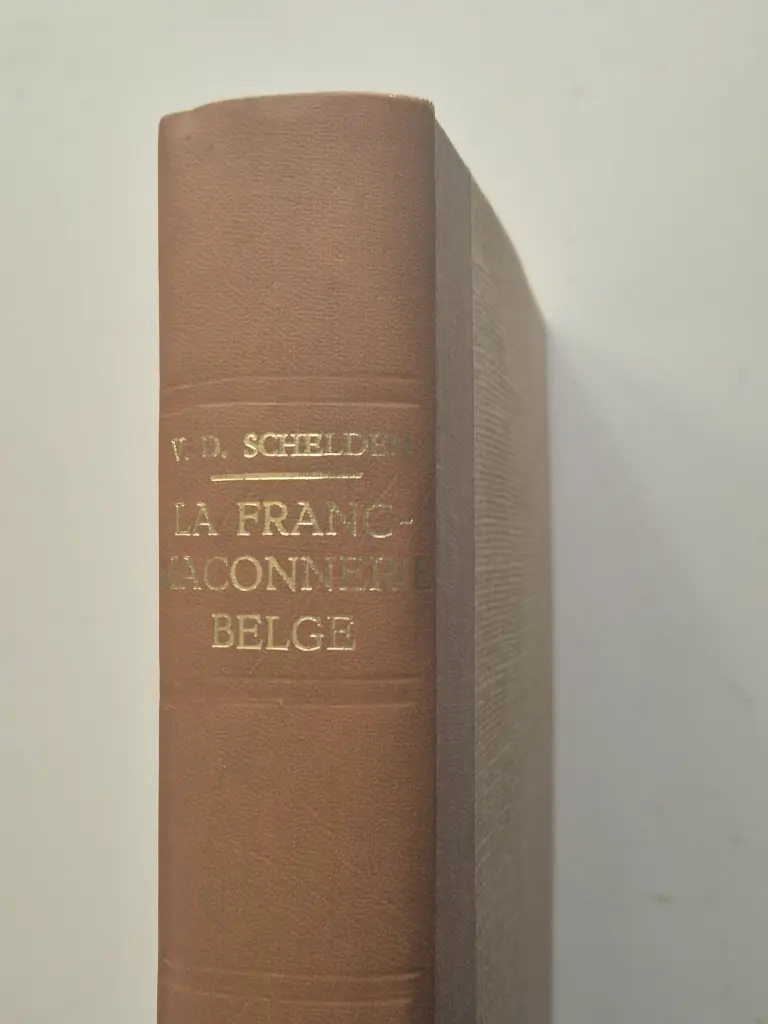 V. D. SCHELDEN
LA FRANC-
MACONNERIE
BELGE